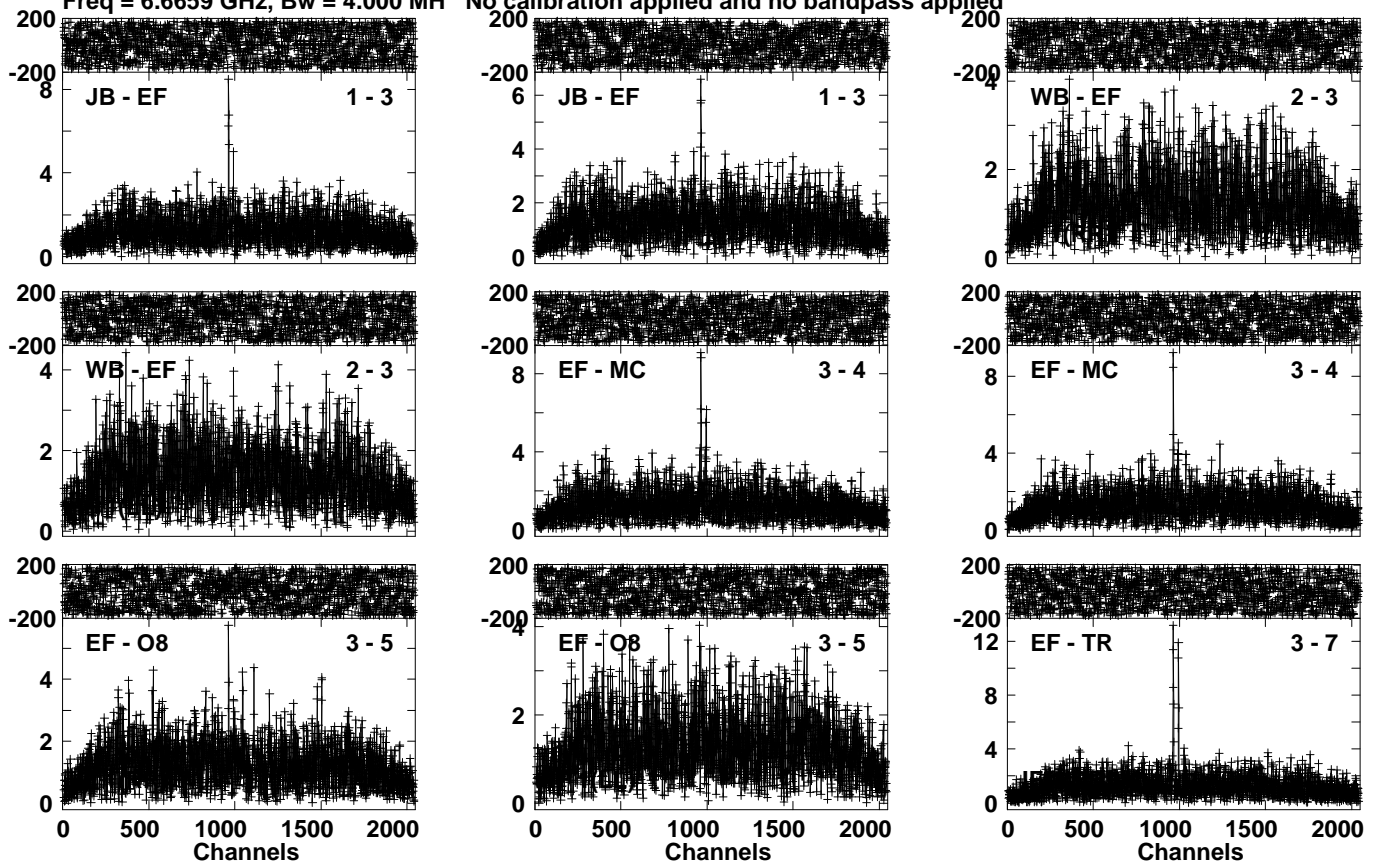 Freq = 6.6659 GHz, Bw = 4.000 MH No calibration applied and no bandpass applied
200 200 200
-200 -200 -200
8 JB - EF 1 - 3 6 JB - EF 1 - 3 4 WB - EF 2 - 3
4 4 2
2
0 0 0
200 200 200
-200 -200 -200
4 WB - EF 2 - 3 8 EF - MC 3 - 4 8 EF - MC 3 - 4
2 4 4
0 0 0
200 200 200
-200 -200 -200
EF - O8 3 - 5 4 EF - O8 3 - 5 12 EF - TR 3 - 7
4 8
2 2 4
0 0 0
0 500 1000 1500 2000 0 500 1000 1500 2000 0 500 1000 1500 2000
Channels Channels Channels